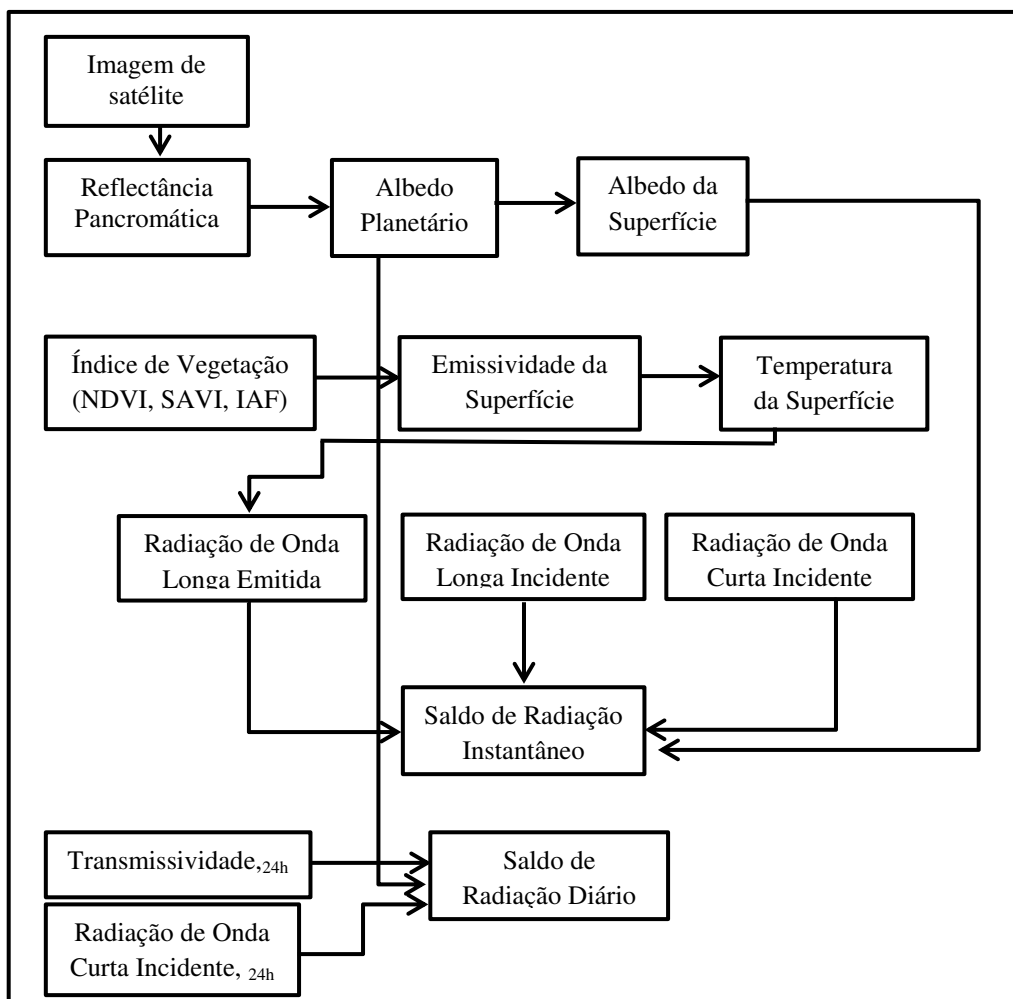 Imagem de
satélite
Reflectância
Pancromática
Albedo
Planetário
Albedo da
Superfície
Índice de Vegetação
(NDVI, SAVI, IAF)
Emissividade da
Superfície
Temperatura
da Superfície
Radiação de Onda
Longa Emitida
Radiação de Onda
Longa Incidente
Radiação de Onda
Curta Incidente
Saldo de Radiação
Instantâneo
Transmissividade,24h
Saldo de
Radiação Diário
Radiação de Onda
Curta Incidente, 24h